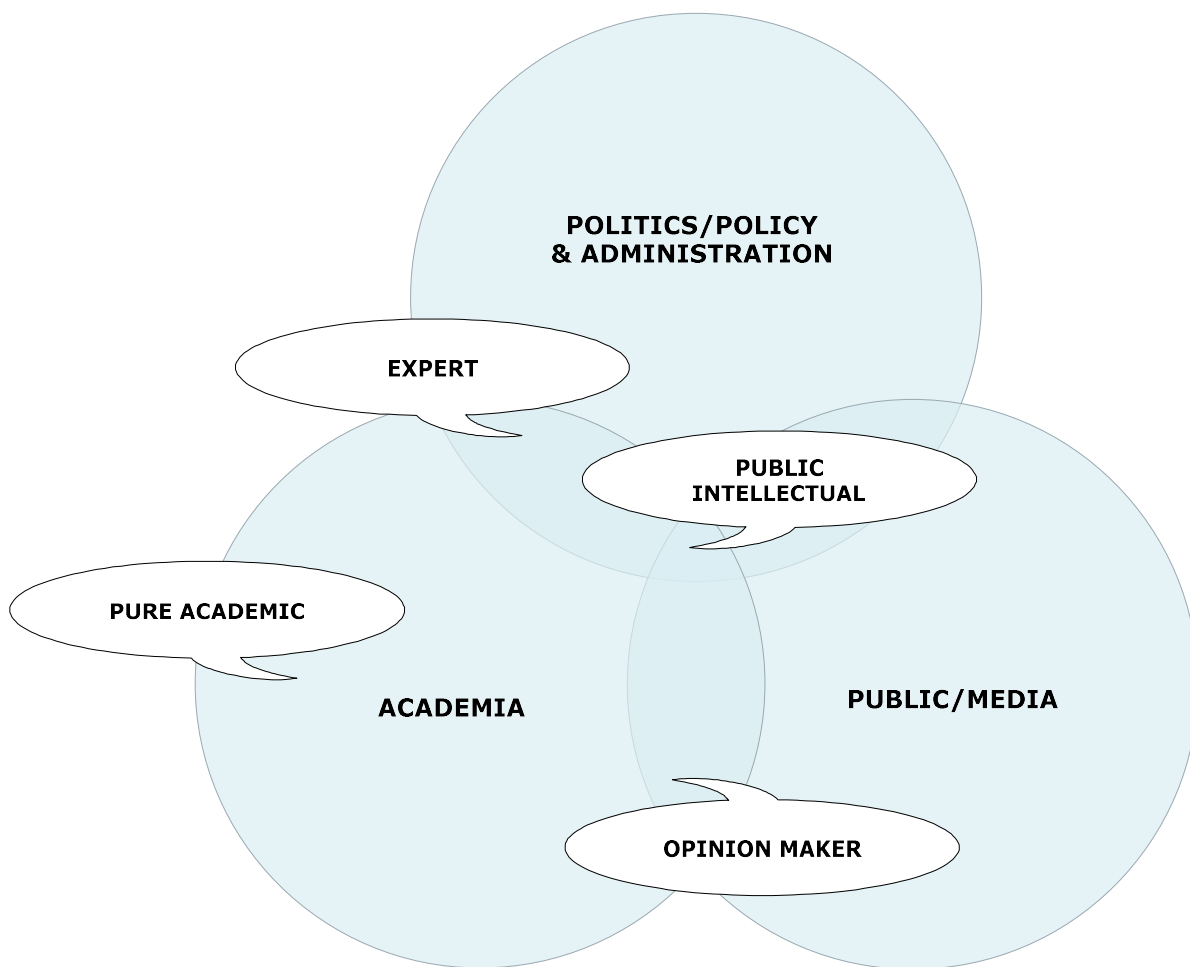 POLITICS/POLICY
& ADMINISTRATION
EXPERT
PUBLIC
INTELLECTUAL
PURE ACADEMIC
ACADEMIA
PUBLIC/MEDIA
OPINION MAKER